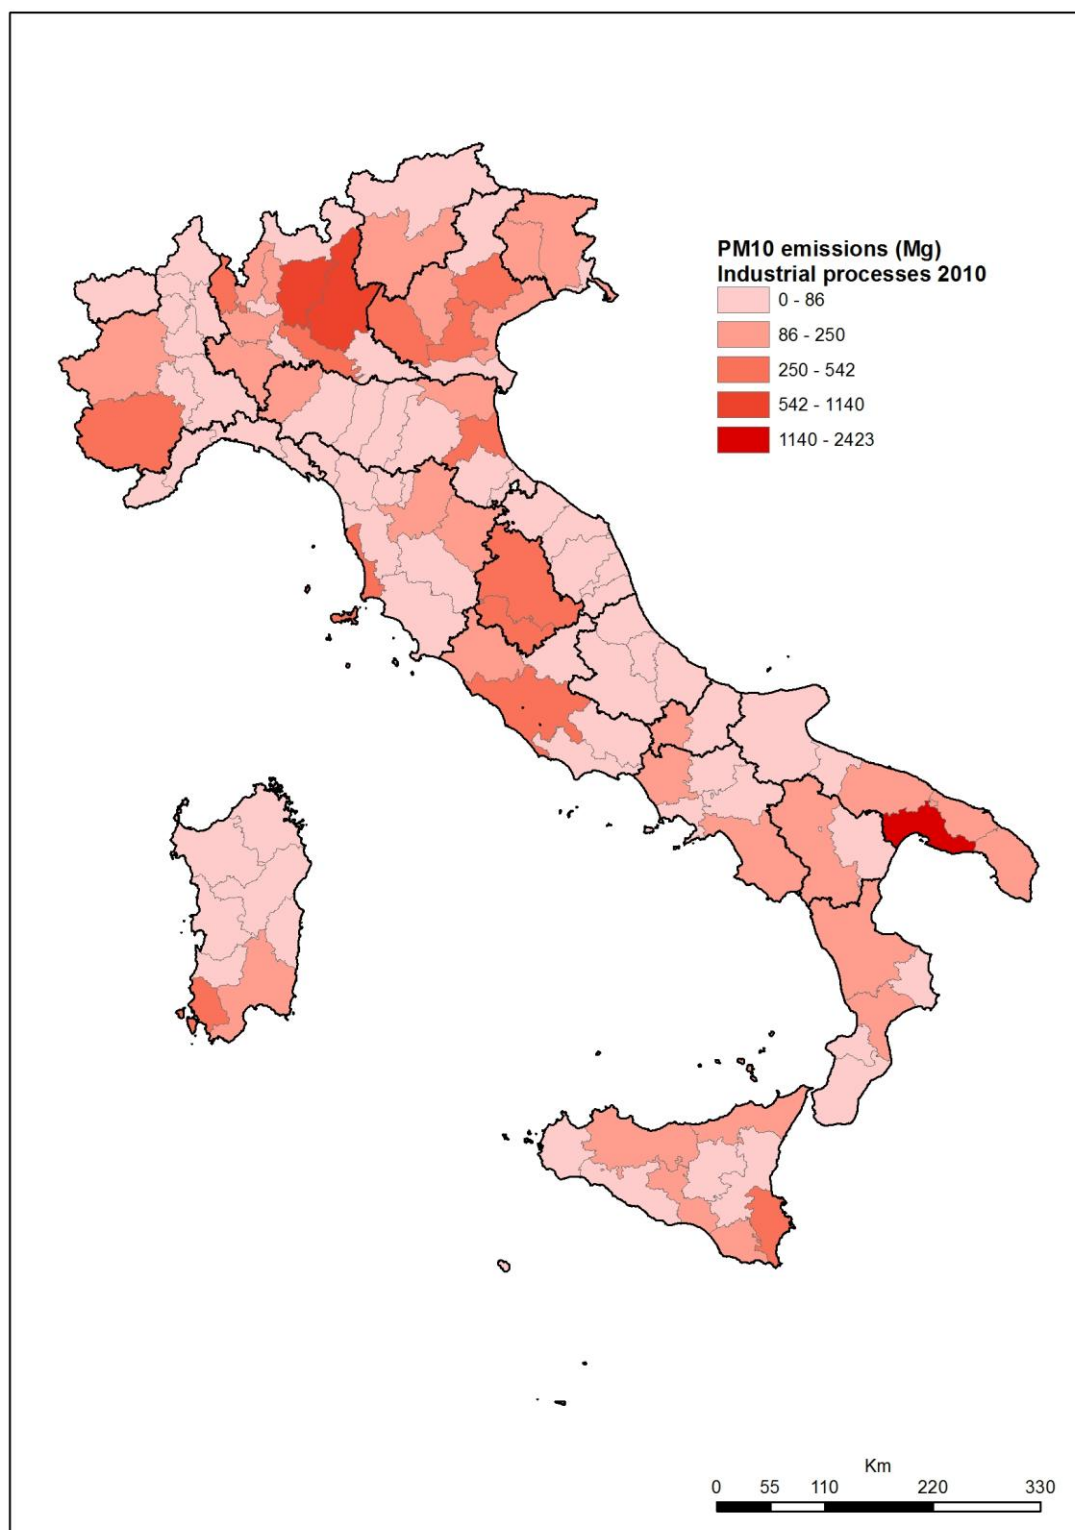 PM10 emissions (Mg)
Industrial processes 2010
0 - 86
86 - 250
250 - 542
542 - 1140
1140 - 2423
Km
0 55 110 220 330